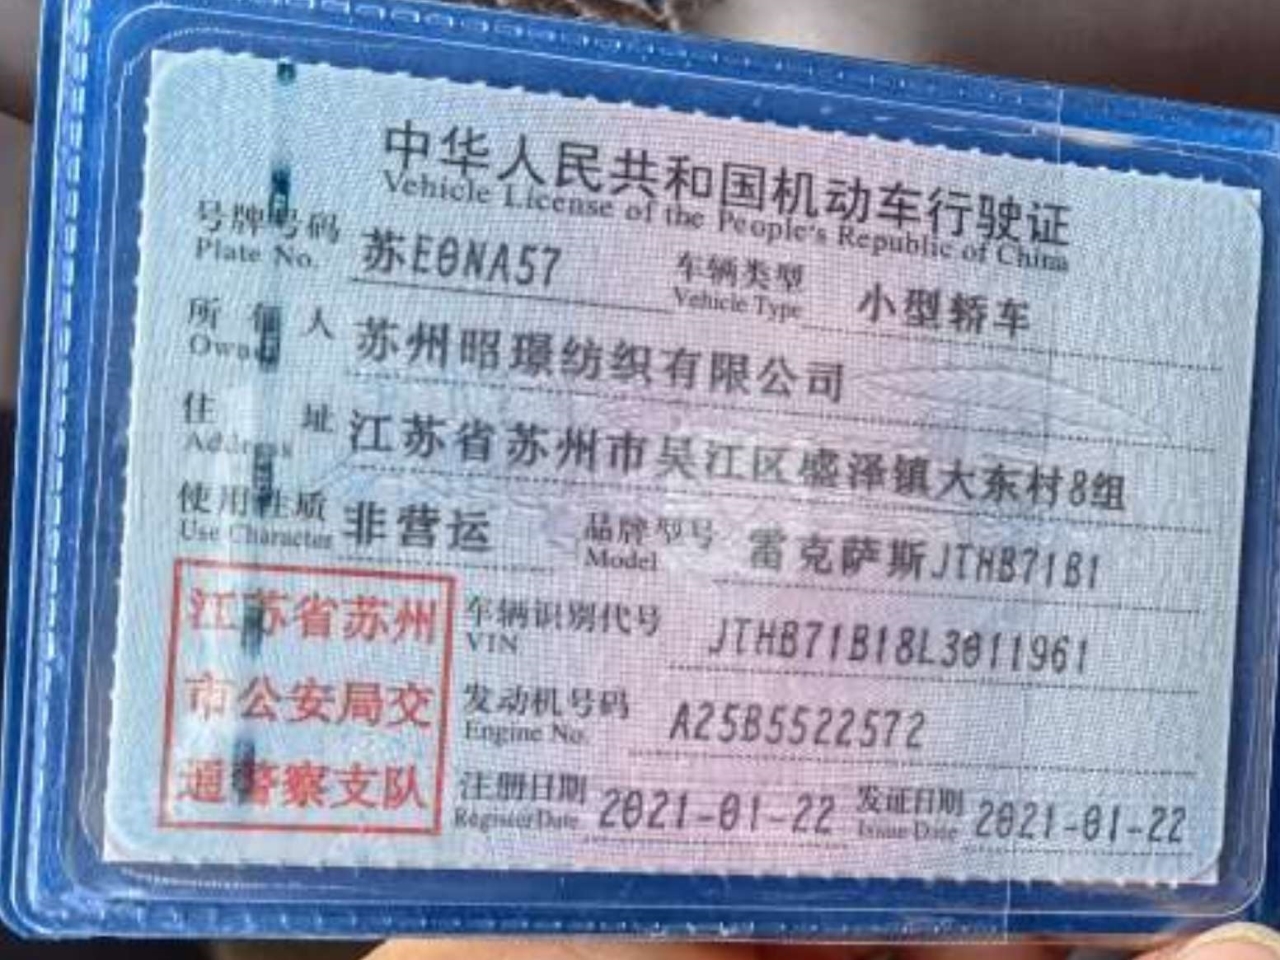 中华人民共和国机动车行驶证
Vehicle License of the People's Republic of China
号牌号码 苏E0NA57 车辆类型 小型轿车
Plate No. Vehicle Type
所有人 苏州昭璟纺织有限公司
Owner
住址 江苏省苏州市吴江区盛泽镇大东村8组
Address
使用性质 非营运 品牌型号 雷克萨斯JTHB71B1
Use Character Model
江苏省苏州
市公安局交
通警察支队
车辆识别代号 JTHB71B18L3011961
VIN
发动机号码 A25B5522572
Engine No.
注册日期 2021-01-22 发证日期 2021-01-22
Register Date Issue Date